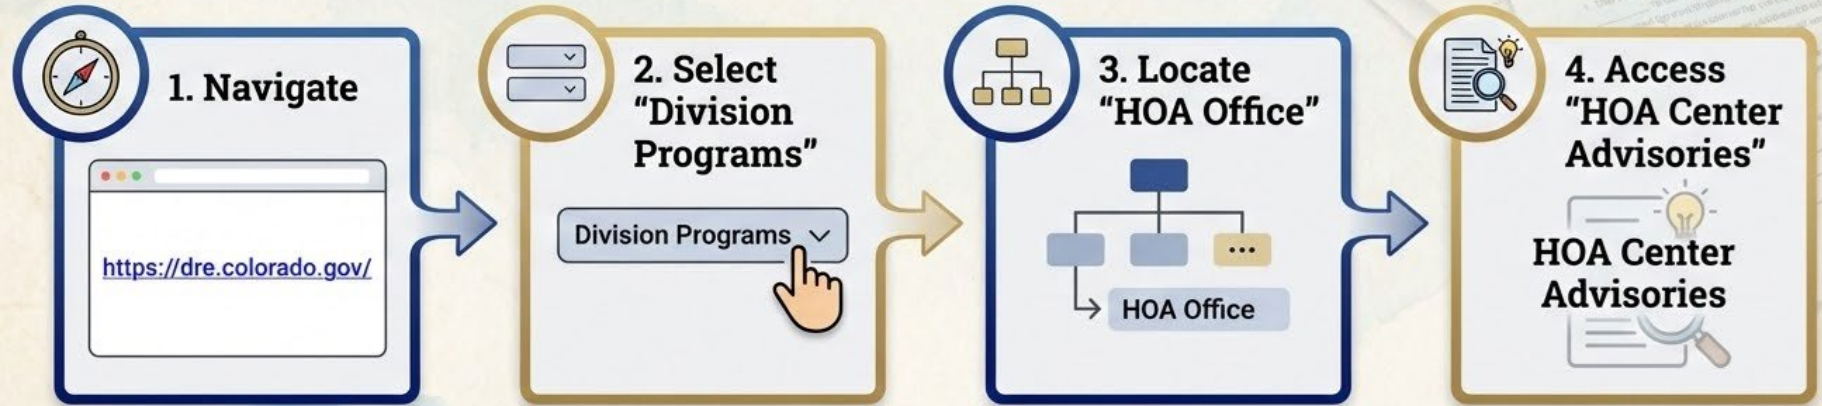 1. Navigate
https://dre.colorado.gov/
2. Select
“Division
Programs”
Division Programs
3. Locate
“HOA Office”
...
HOA Office
4. Access
“HOA Center
Advisories”
HOA Center
Advisories